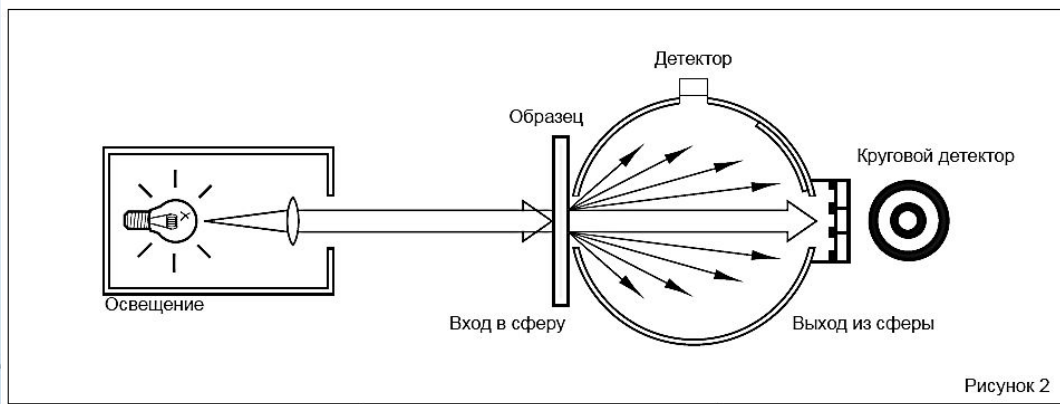 Детектор
Образец
Круговой детектор
Освещение
Вход в сферу
Выход из сферы
Рисунок 2